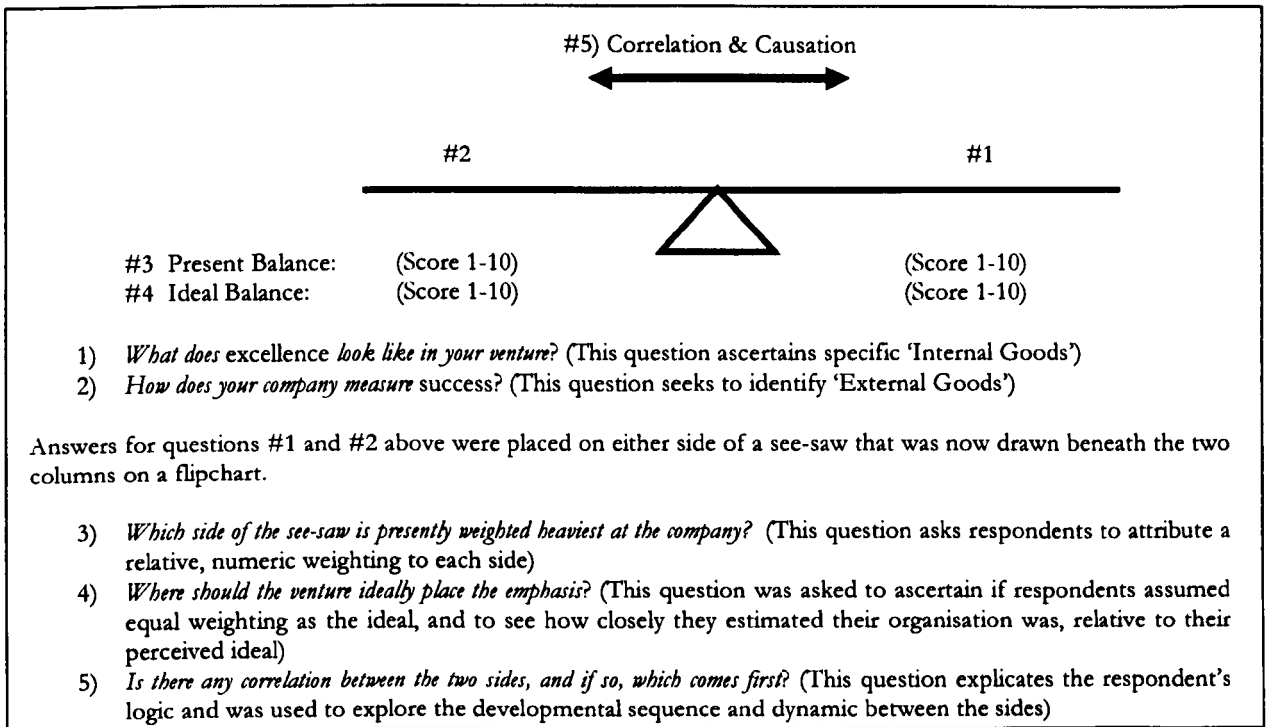 #5) Correlation & Causation
#2 #1
#3 Present Balance: (Score 1-10) (Score 1-10)
#4 Ideal Balance: (Score 1-10) (Score 1-10)
1) What does excellence look like in your venture? (This question ascertains specific ‘Internal Goods’)
2) How does your company measure success? (This question seeks to identify ‘External Goods’)
Answers for questions #1 and #2 above were placed on either side of a see-saw that was now drawn beneath the two
columns on a flipchart.
3) Which side of the see-saw is presently weighted heaviest at the company? (This question asks respondents to attribute a
relative, numeric weighting to each side)
4) Where should the venture ideally place the emphasis? (This question was asked to ascertain if respondents assumed
equal weighting as the ideal, and to see how closely they estimated their organisation was, relative to their
perceived ideal)
5) Is there any correlation between the two sides, and if so, which comes first? (This question explicates the respondent’s
logic and was used to explore the developmental sequence and dynamic between the sides)